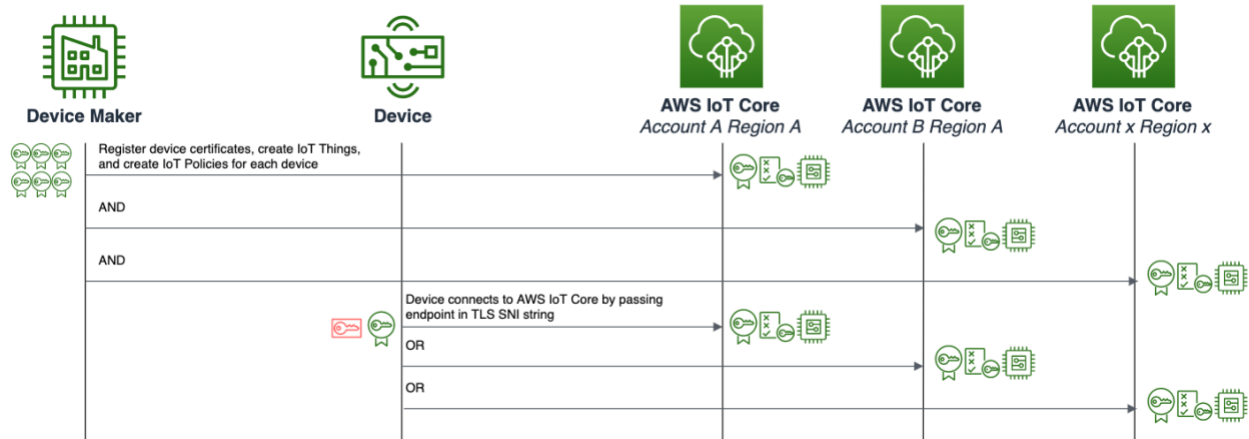 Device Maker
Device
AWS IoT Core
Account A Region A
AWS IoT Core
Account B Region A
AWS IoT Core
Account x Region x
Register device certificates, create IoT Things,
and create IoT Policies for each device
AND
AND
Device connects to AWS IoT Core by passing
endpoint in TLS SNI string
OR
OR